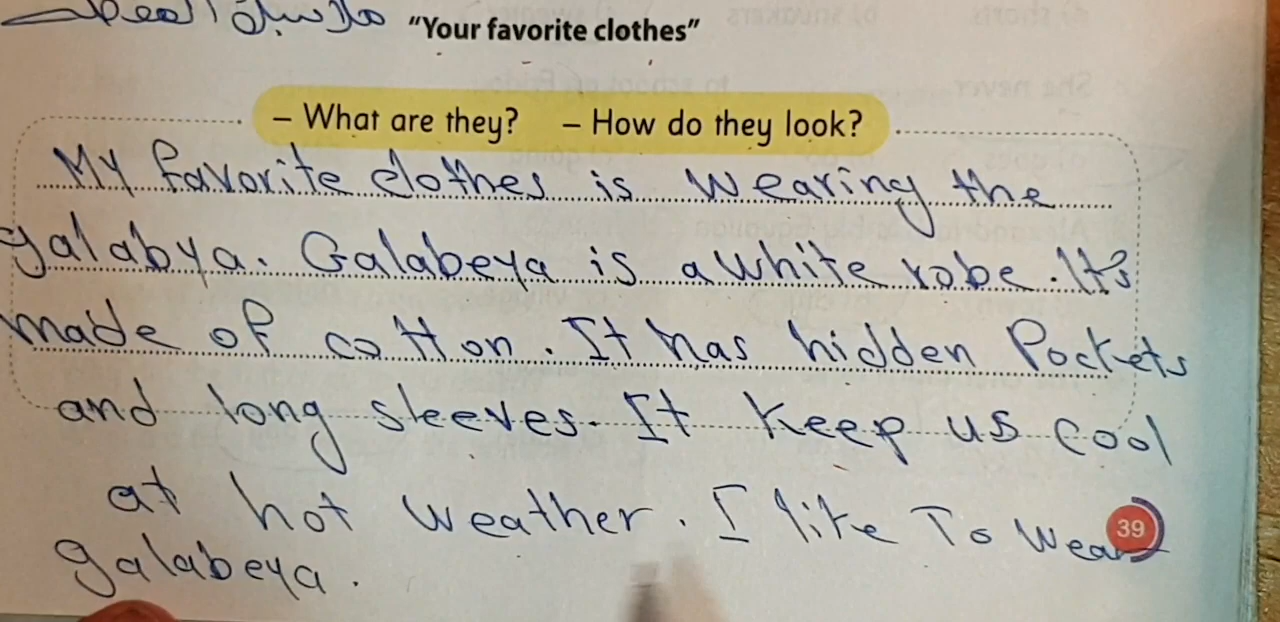 ملابسك المفضلة "Your favorite clothes"
– What are they? – How do they look?
My favorite clothes is wearing the
galabya. Galabeya is a white robe. It's
made of cotton. It has hidden Pockets
and long sleeves. It keep us cool
at hot weather. I like To wear
galabeya.
39